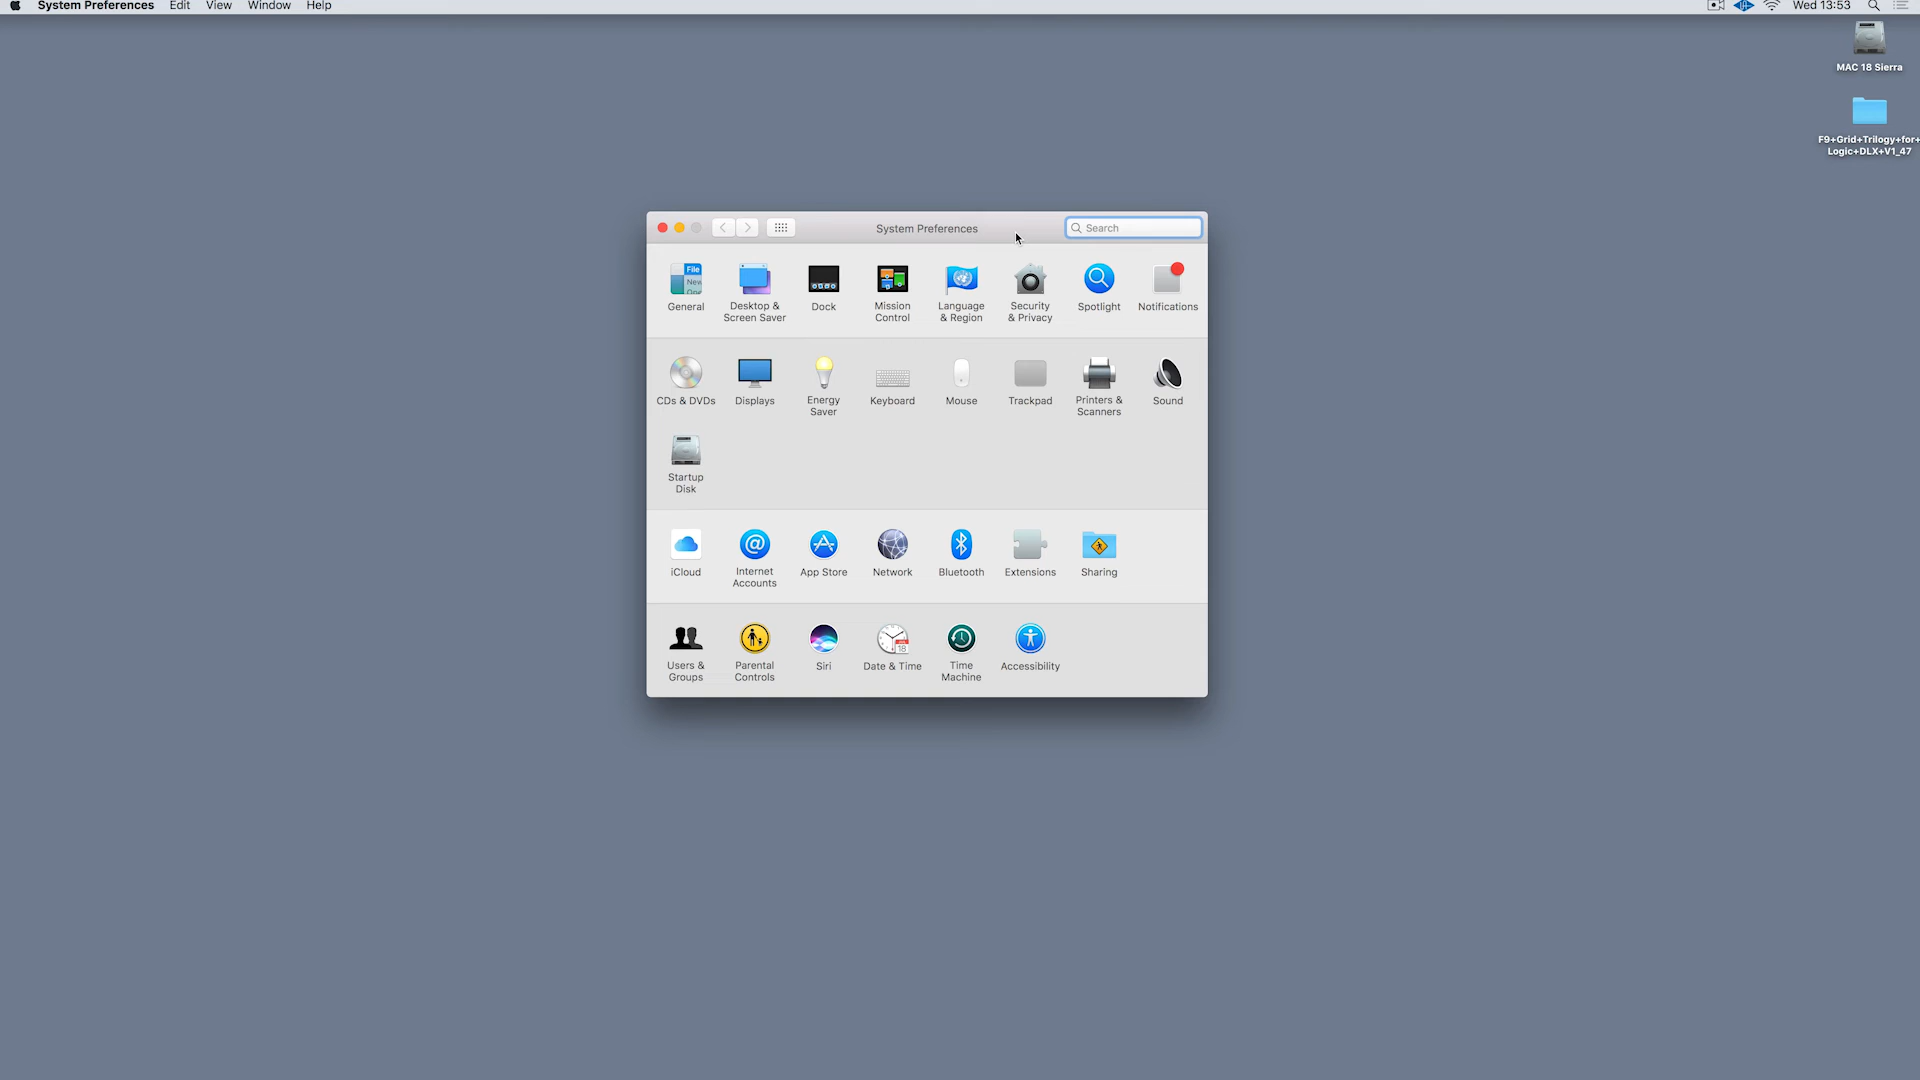 System Preferences Edit View Window Help Wed 13:53
MAC 18 Sierra
F9+Grid+Trilogy+for+
Logic+DLX+V1_47
System Preferences
Search
File
New
General
Desktop &
Screen Saver
Dock
Mission
Control
Language
& Region
Security
& Privacy
Spotlight
Notifications
CDs & DVDs
Displays
Energy
Saver
Keyboard
Mouse
Trackpad
Printers &
Scanners
Sound
Startup
Disk
iCloud
@
Internet
Accounts
App Store
Network
Bluetooth
Extensions
Sharing
Users &
Groups
Parental
Controls
Siri
18
Date & Time
Time
Machine
Accessibility